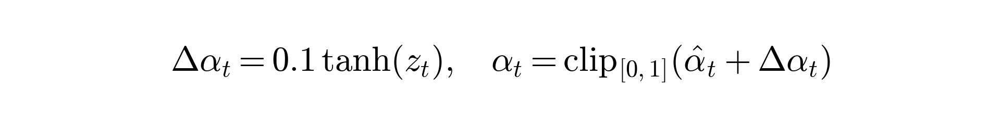 Δα_t = 0.1 tanh(z_t), α_t = clip_[0, 1](α̂_t + Δα_t)